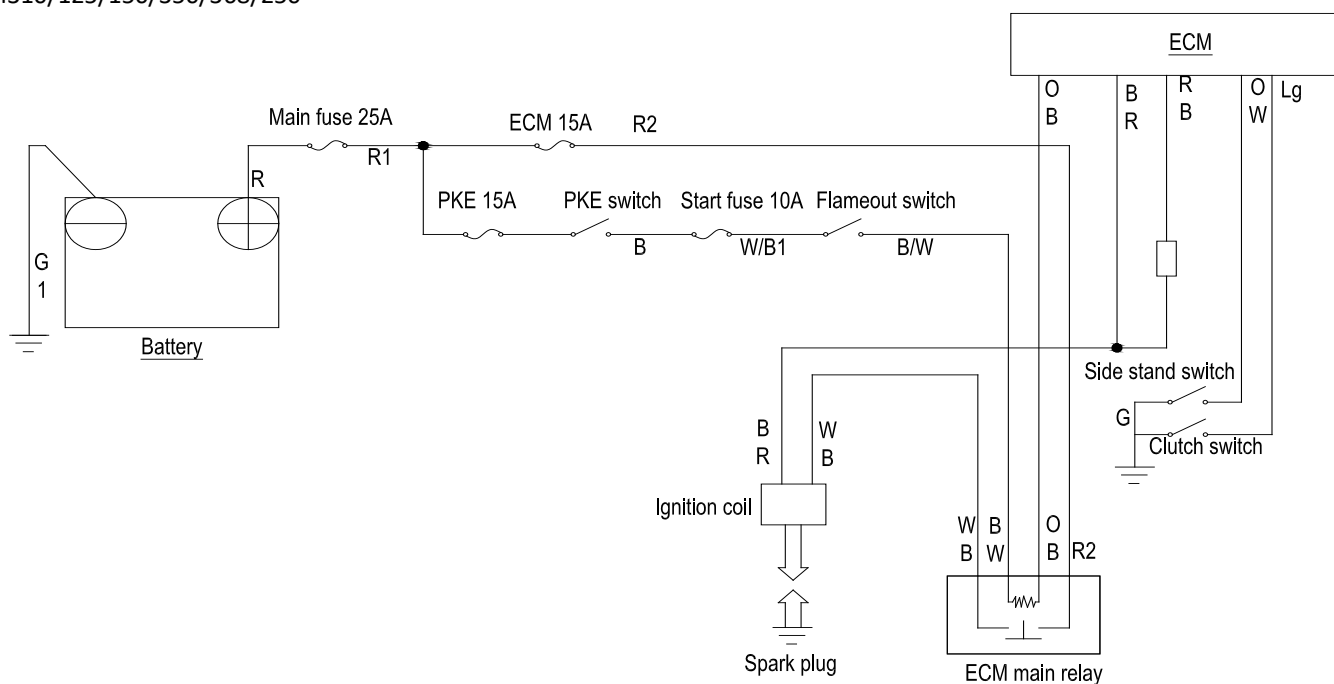 ECM
O
B
B
R
R
B
O
W
Lg
Main fuse 25A
R1
ECM 15A
R2
R
PKE 15A
PKE switch
B
Start fuse 10A
W/B1
Flameout switch
B/W
G
1
Battery
Side stand switch
G
Clutch switch
B
R
W
B
Ignition coil
W
B
B
W
O
B
R2
Spark plug
ECM main relay